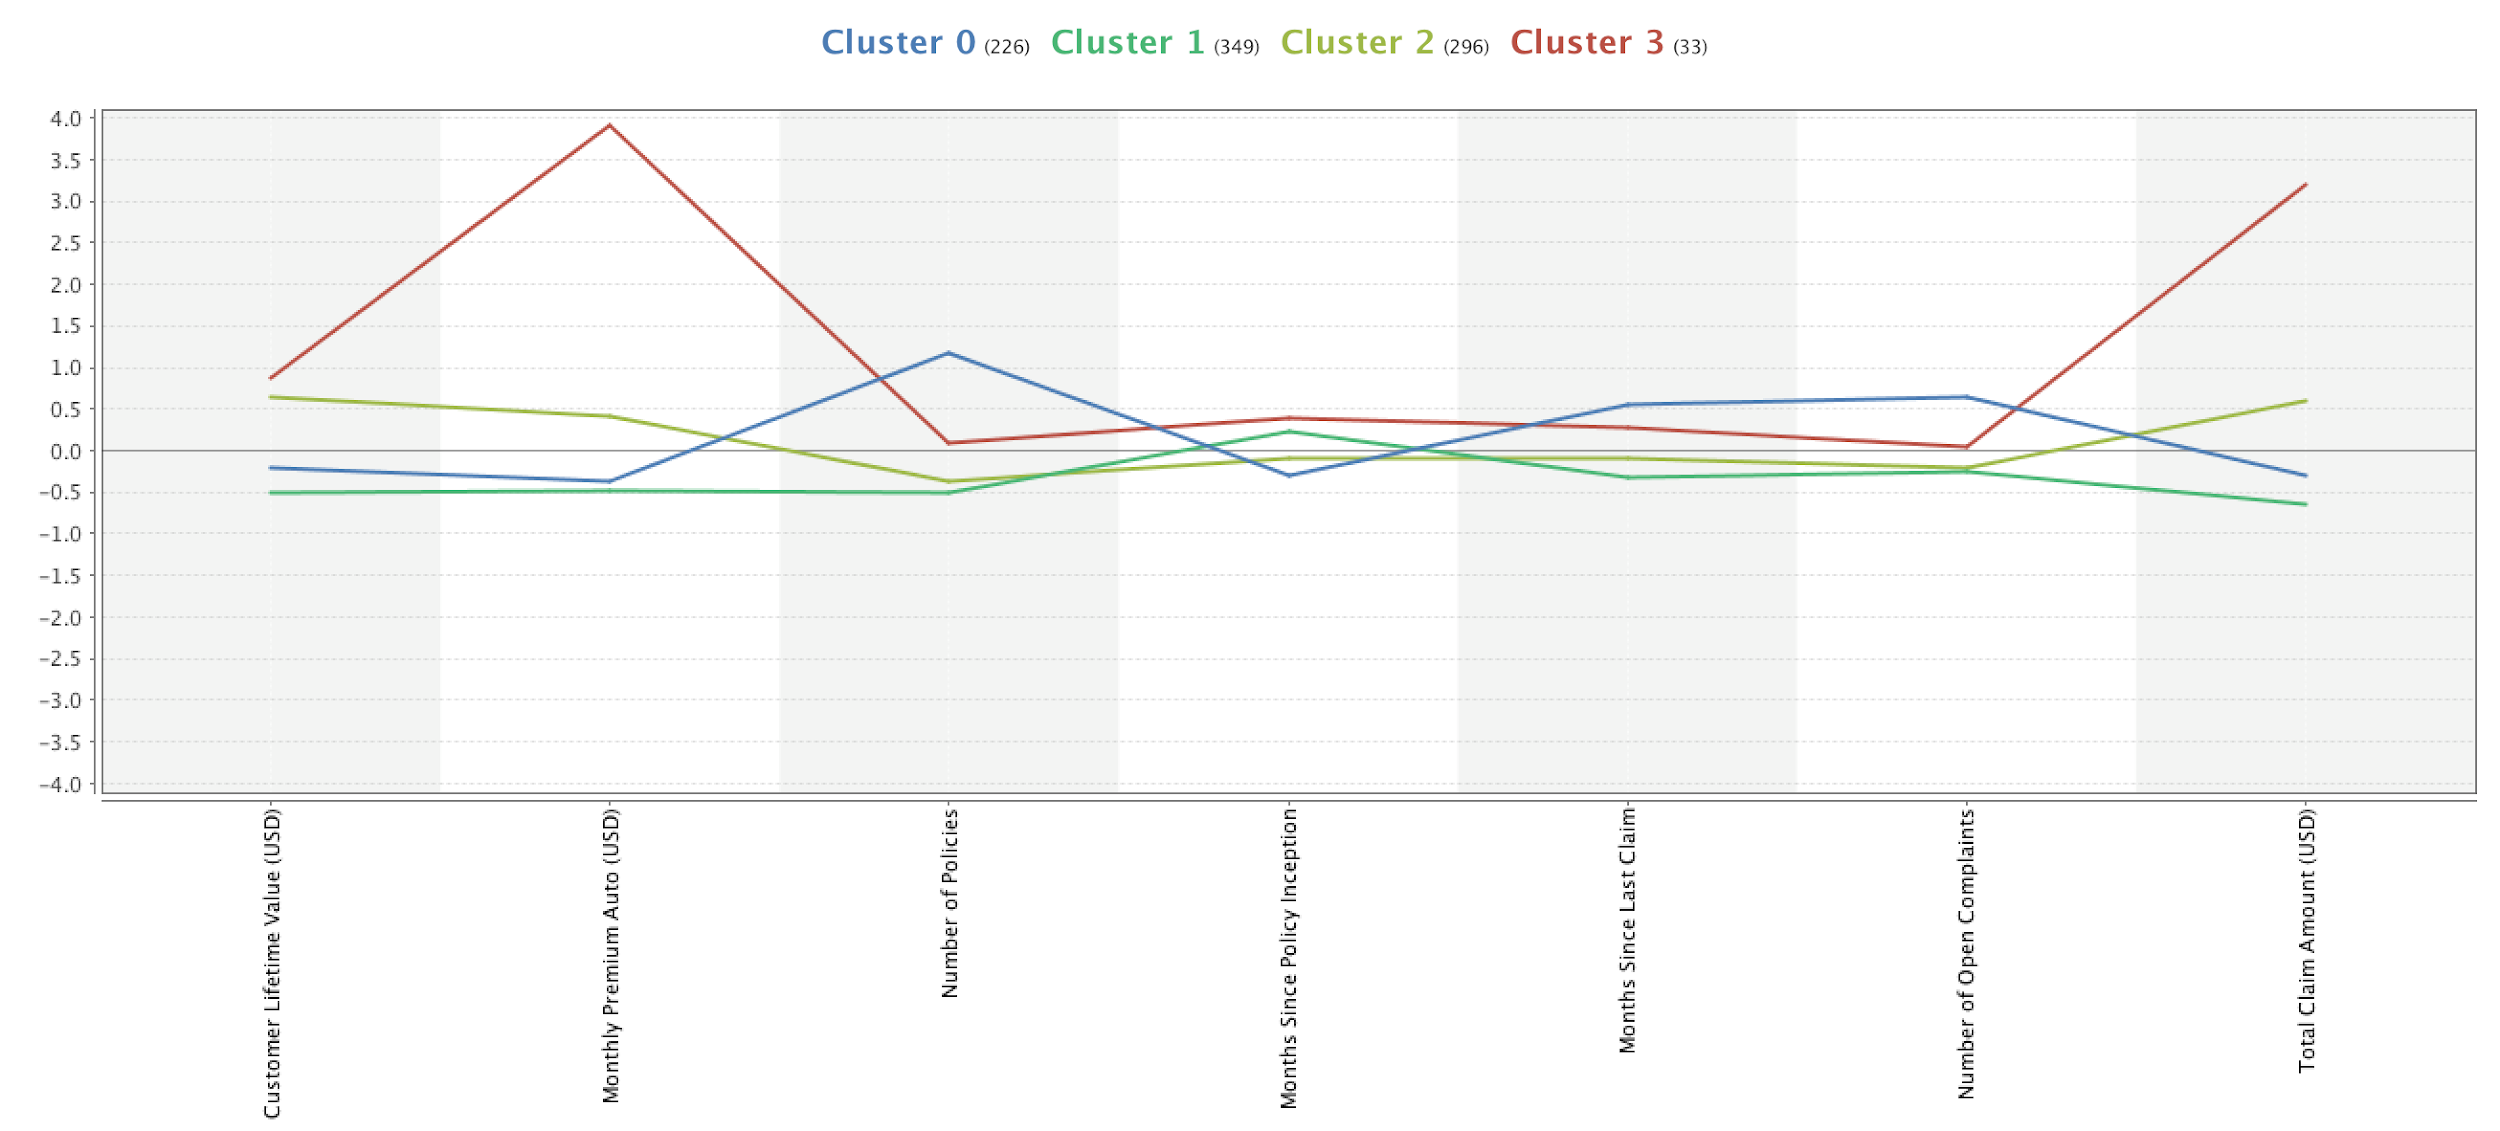 Cluster 0 (226) Cluster 1 (349) Cluster 2 (296) Cluster 3 (33)
4.0
3.5
3.0
2.5
2.0
1.5
1.0
0.5
0.0
−0.5
−1.0
−1.5
−2.0
−2.5
−3.0
−3.5
−4.0
Customer Lifetime Value (USD)
Monthly Premium Auto (USD)
Number of Policies
Months Since Policy Inception
Months Since Last Claim
Number of Open Complaints
Total Claim Amount (USD)